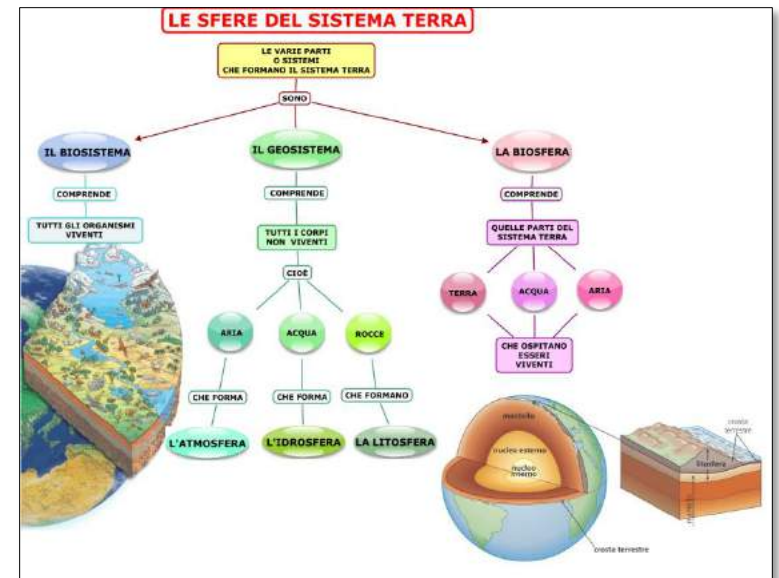 LE SFERE DEL SISTEMA TERRA
LE VARIE PARTI
O SISTEMI
CHE FORMANO IL SISTEMA TERRA
SONO
IL BIOSISTEMA
IL GEOSISTEMA
LA BIOSFERA
COMPRENDE
COMPRENDE
COMPRENDE
TUTTI GLI ORGANISMI
VIVENTI
TUTTI I CORPI
NON VIVENTI
QUELLE PARTI DEL
SISTEMA TERRA
CIOÈ
TERRA
ACQUA
ARIA
ARIA
ACQUA
ROCCE
CHE OSPITANO
ESSERI
VIVENTI
CHE FORMA
CHE FORMA
CHE FORMANO
L'ATMOSFERA
L'IDROSFERA
LA LITOSFERA
mantello
nucleo esterno
nucleo
interno
crosta terrestre
crosta
terrestre
litosfera